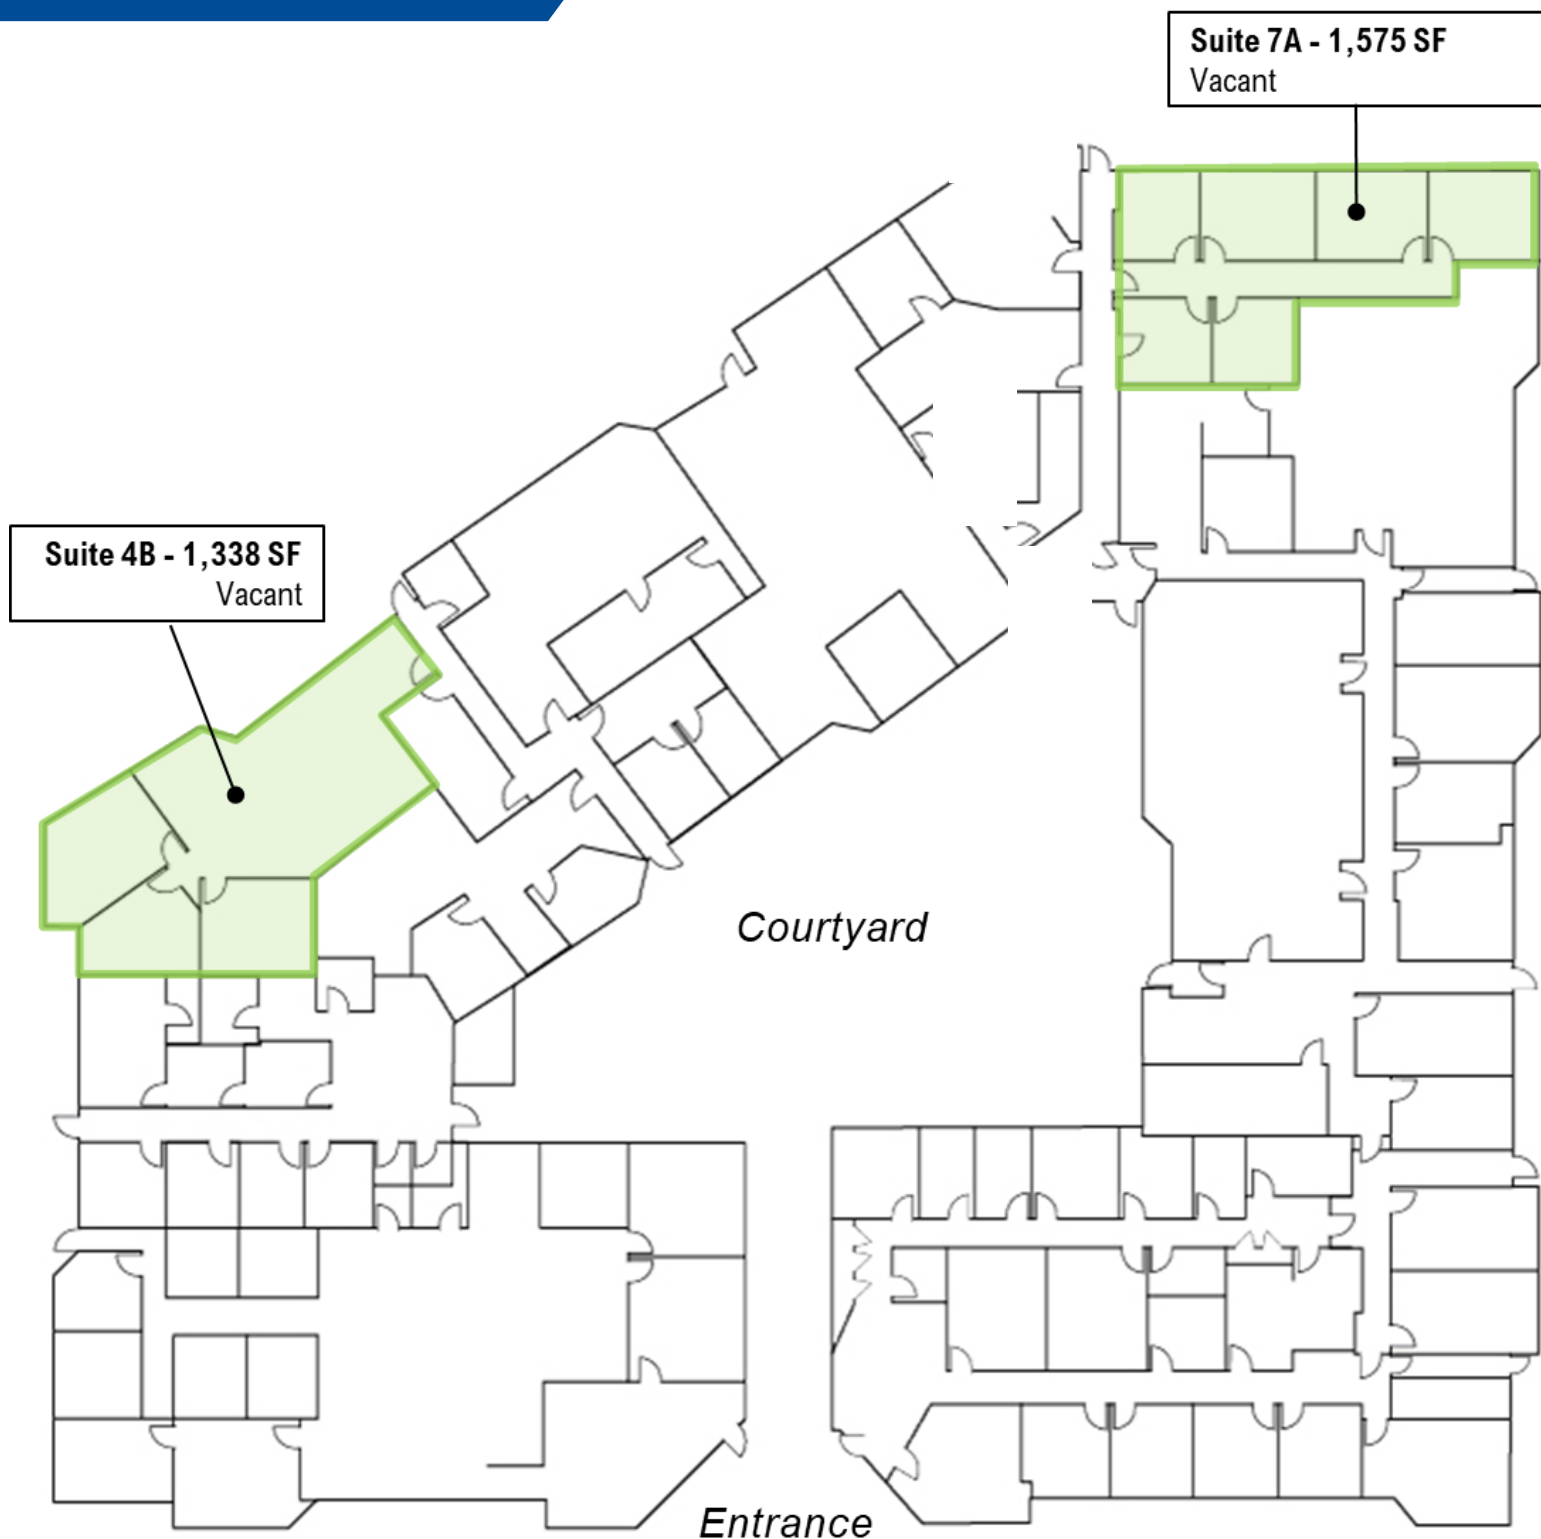 Suite 7A - 1,575 SF
Vacant
Suite 4B - 1,338 SF
Vacant
Courtyard
Entrance